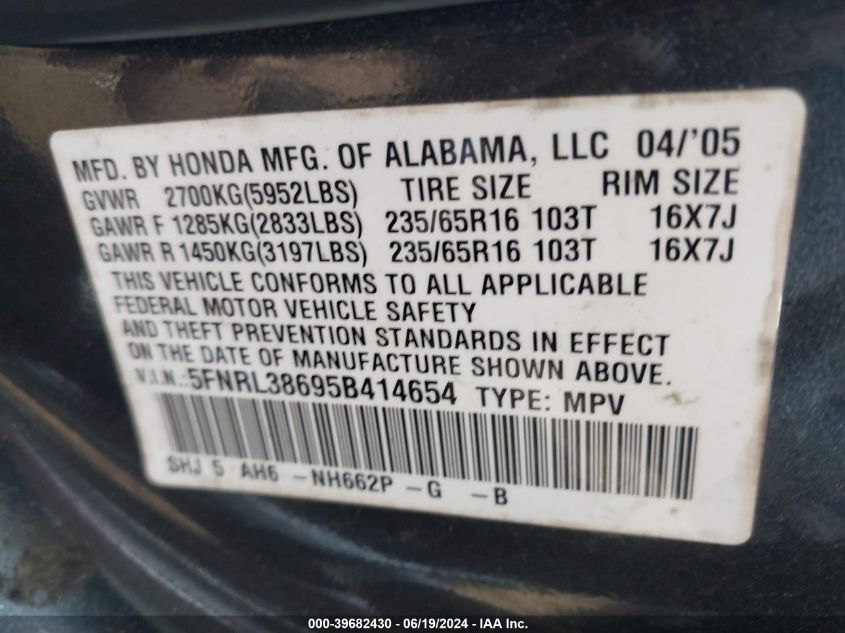 MFD. BY HONDA MFG. OF ALABAMA, LLC 04/'05
GVWR 2700KG(5952LBS) TIRE SIZE RIM SIZE
GAWR F 1285KG(2833LBS) 235/65R16 103T 16X7J
GAWR R 1450KG(3197LBS) 235/65R16 103T 16X7J
THIS VEHICLE CONFORMS TO ALL APPLICABLE
FEDERAL MOTOR VEHICLE SAFETY
AND THEFT PREVENTION STANDARDS IN EFFECT
ON THE DATE OF MANUFACTURE SHOWN ABOVE.
V.I.N.:5FNRL38695B414654 TYPE: MPV
SHJ 5 AH6 -NH662P -G -B
000-39682430 - 06/19/2024 - IAA Inc.